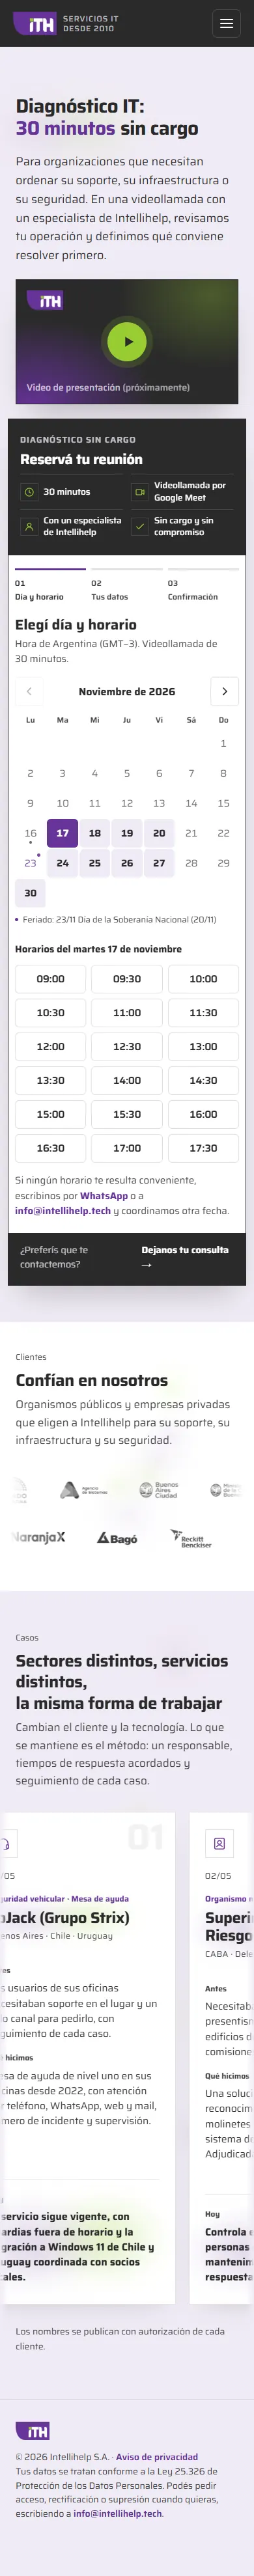 iTH
SERVICIOS IT
DESDE 2010
Diagnóstico IT:
30 minutos sin cargo
Para organizaciones que necesitan
ordenar su soporte, su infraestructura o
su seguridad. En una videollamada con
un especialista de Intellihelp, revisamos
tu operación y definimos qué conviene
resolver primero.
iTH
Video de presentación (próximamente)
DIAGNÓSTICO SIN CARGO
Reservá tu reunión
30 minutos
Videollamada por
Google Meet
Con un especialista
de Intellihelp
Sin cargo y sin
compromiso
01
Día y horario
02
Tus datos
03
Confirmación
Elegí día y horario
Hora de Argentina (GMT−3). Videollamada de
30 minutos.
Noviembre de 2026
Lu Ma Mi Ju Vi Sá Do
1
2 3 4 5 6 7 8
9 10 11 12 13 14 15
16 17 18 19 20 21 22
23 24 25 26 27 28 29
30
Feriado: 23/11 Día de la Soberanía Nacional (20/11)
Horarios del martes 17 de noviembre
09:00 09:30 10:00
10:30 11:00 11:30
12:00 12:30 13:00
13:30 14:00 14:30
15:00 15:30 16:00
16:30 17:00 17:30
Si ningún horario te resulta conveniente,
escribinos por WhatsApp o a
info@intellihelp.tech y coordinamos otra fecha.
¿Preferís que te
contactemos?
Dejanos tu consulta
→
Clientes
Confían en nosotros
Organismos públicos y empresas privadas
que eligen a Intellihelp para su soporte, su
infraestructura y su seguridad.
Buenos
Aires
Ciudad
NaranjaX
Bagó
Reckitt
Benckiser
Casos
Sectores distintos, servicios
distintos,
la misma forma de trabajar
Cambian el cliente y la tecnología. Lo que
se mantiene es el método: un responsable,
tiempos de respuesta acordados y
seguimiento de cada caso.
01
/05
guridad vehicular · Mesa de ayuda
oJack (Grupo Strix)
enos Aires · Chile · Uruguay
es
s usuarios de sus oficinas
cesitaban soporte en el lugar y un
o canal para pedirlo, con
guimiento de cada caso.
é hicimos
esa de ayuda de nivel uno en sus
cinas desde 2022, con atención
r teléfono, WhatsApp, web y mail,
mero de incidente y supervisión.
servicio sigue vigente, con
ardias fuera de horario y la
gración a Windows 11 de Chile y
uguay coordinada con socios
ales.
02/05
Organismo
Superi
Riesgo
CABA · Dele
Antes
Necesitab
presentism
edificios d
comisione
Qué hicimos
Una soluci
reconocim
molinetes
sistema de
Adjudicad
Hoy
Controla e
personas
mantenim
respuesta
Los nombres se publican con autorización de cada
cliente.
iTH
© 2026 Intellihelp S.A. · Aviso de privacidad
Tus datos se tratan conforme a la Ley 25.326 de
Protección de los Datos Personales. Podés pedir
acceso, rectificación o supresión cuando quieras,
escribiendo a info@intellihelp.tech.